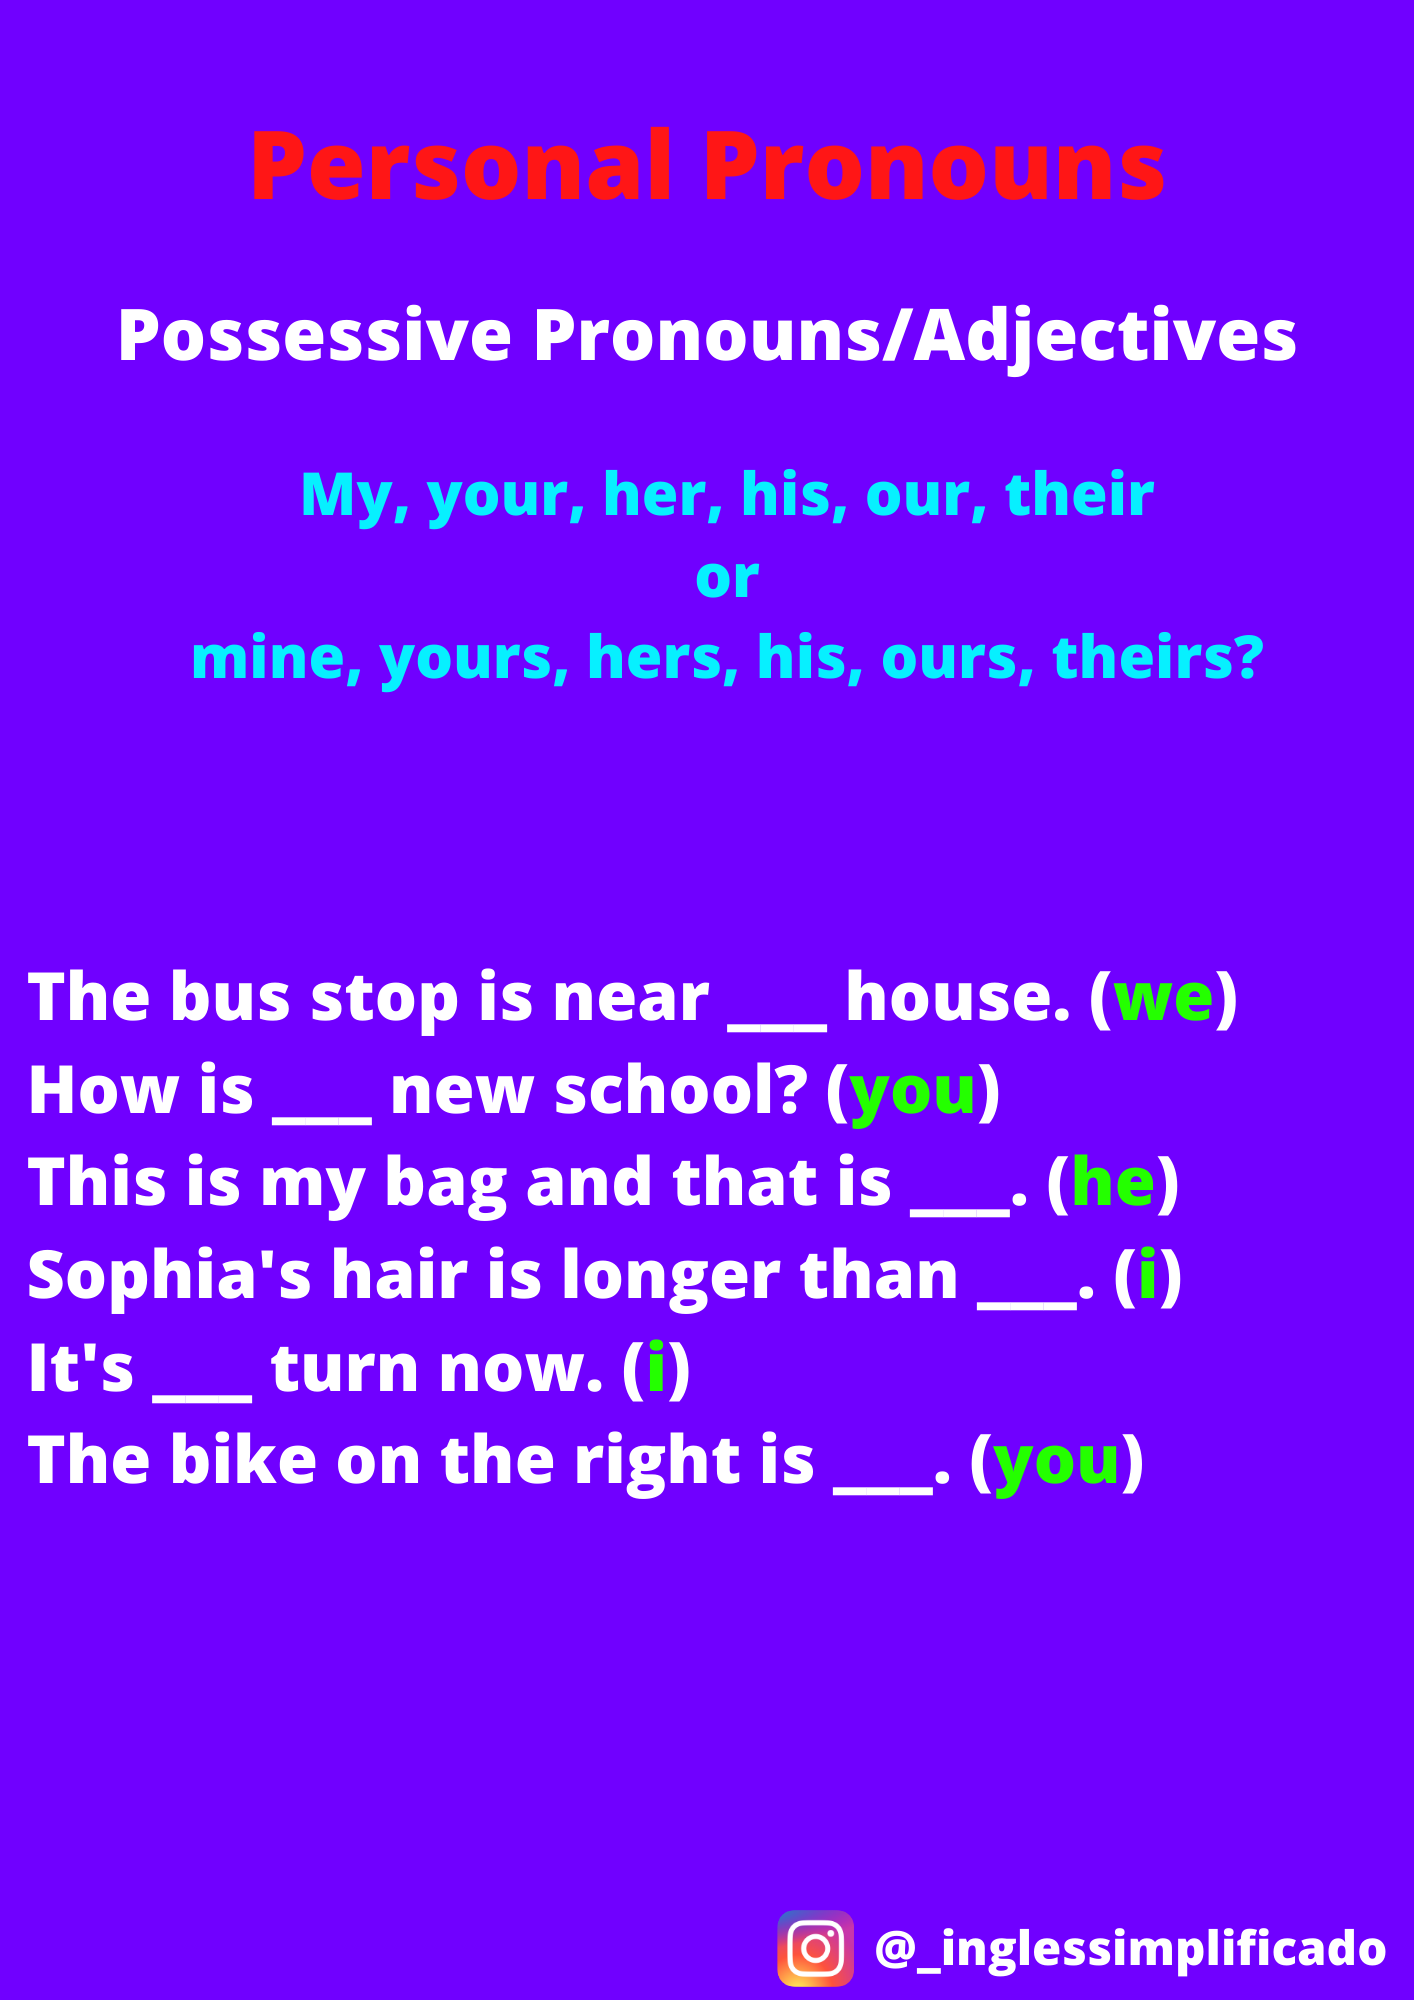 Personal Pronouns
Possessive Pronouns/Adjectives
My, your, her, his, our, their
or
mine, yours, hers, his, ours, theirs?
The bus stop is near ___ house. (we)
How is ___ new school? (you)
This is my bag and that is ___. (he)
Sophia's hair is longer than ___. (i)
It's ___ turn now. (i)
The bike on the right is ___. (you)
@_inglessimplificado